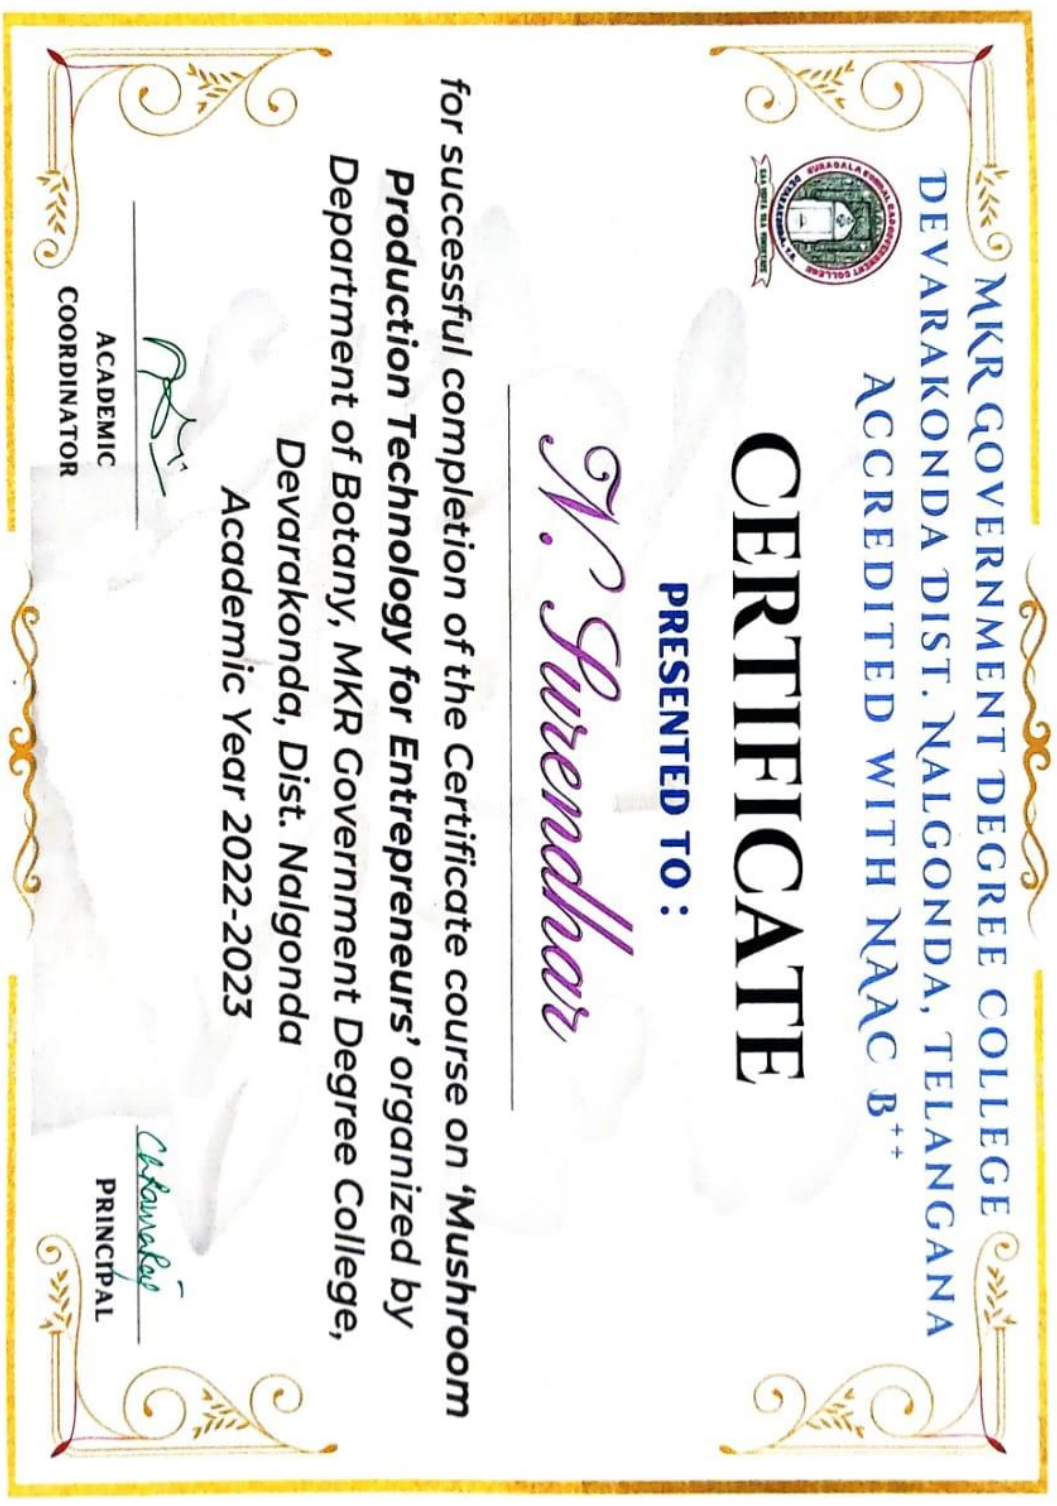 MKR GOVERNMENT DEGREE COLLEGE
DEVARAKONDA DIST. NALGONDA, TELANGANA
ACCREDITED WITH NAAC B++
CERTIFICATE
PRESENTED TO :
N. Surendhar
for successful completion of the Certificate course on ‘Mushroom
Production Technology for Entrepreneurs’ organized by
Department of Botany, MKR Government Degree College,
Devarakonda, Dist. Nalgonda
Academic Year 2022-2023
ACADEMIC
COORDINATOR
PRINCIPAL